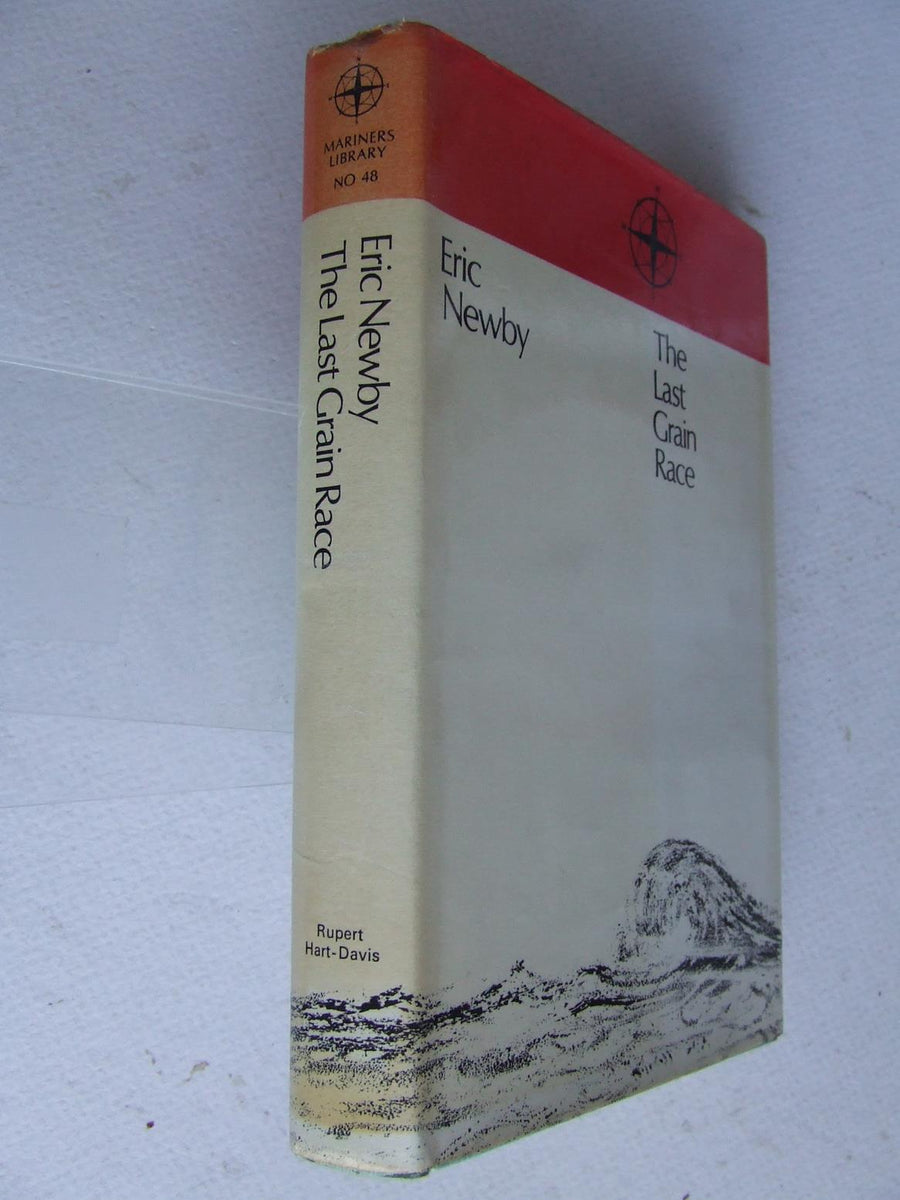 MARINERS
LIBRARY
NO 48
Eric Newby
The Last Grain Race
Rupert
Hart-Davis
Eric
Newby
The
Last
Grain
Race